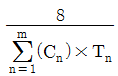 8
m
∑(Cₙ)×Tₙ
n=1